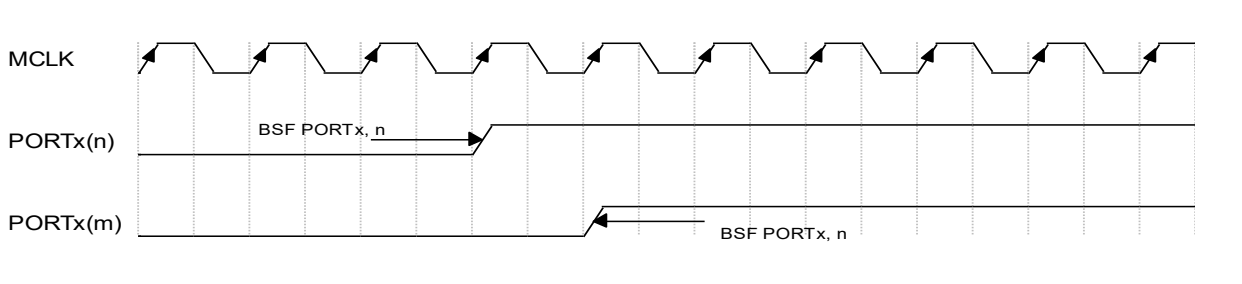 MCLK
BSF PORTx, n
PORTx(n)
PORTx(m)
BSF PORTx, n